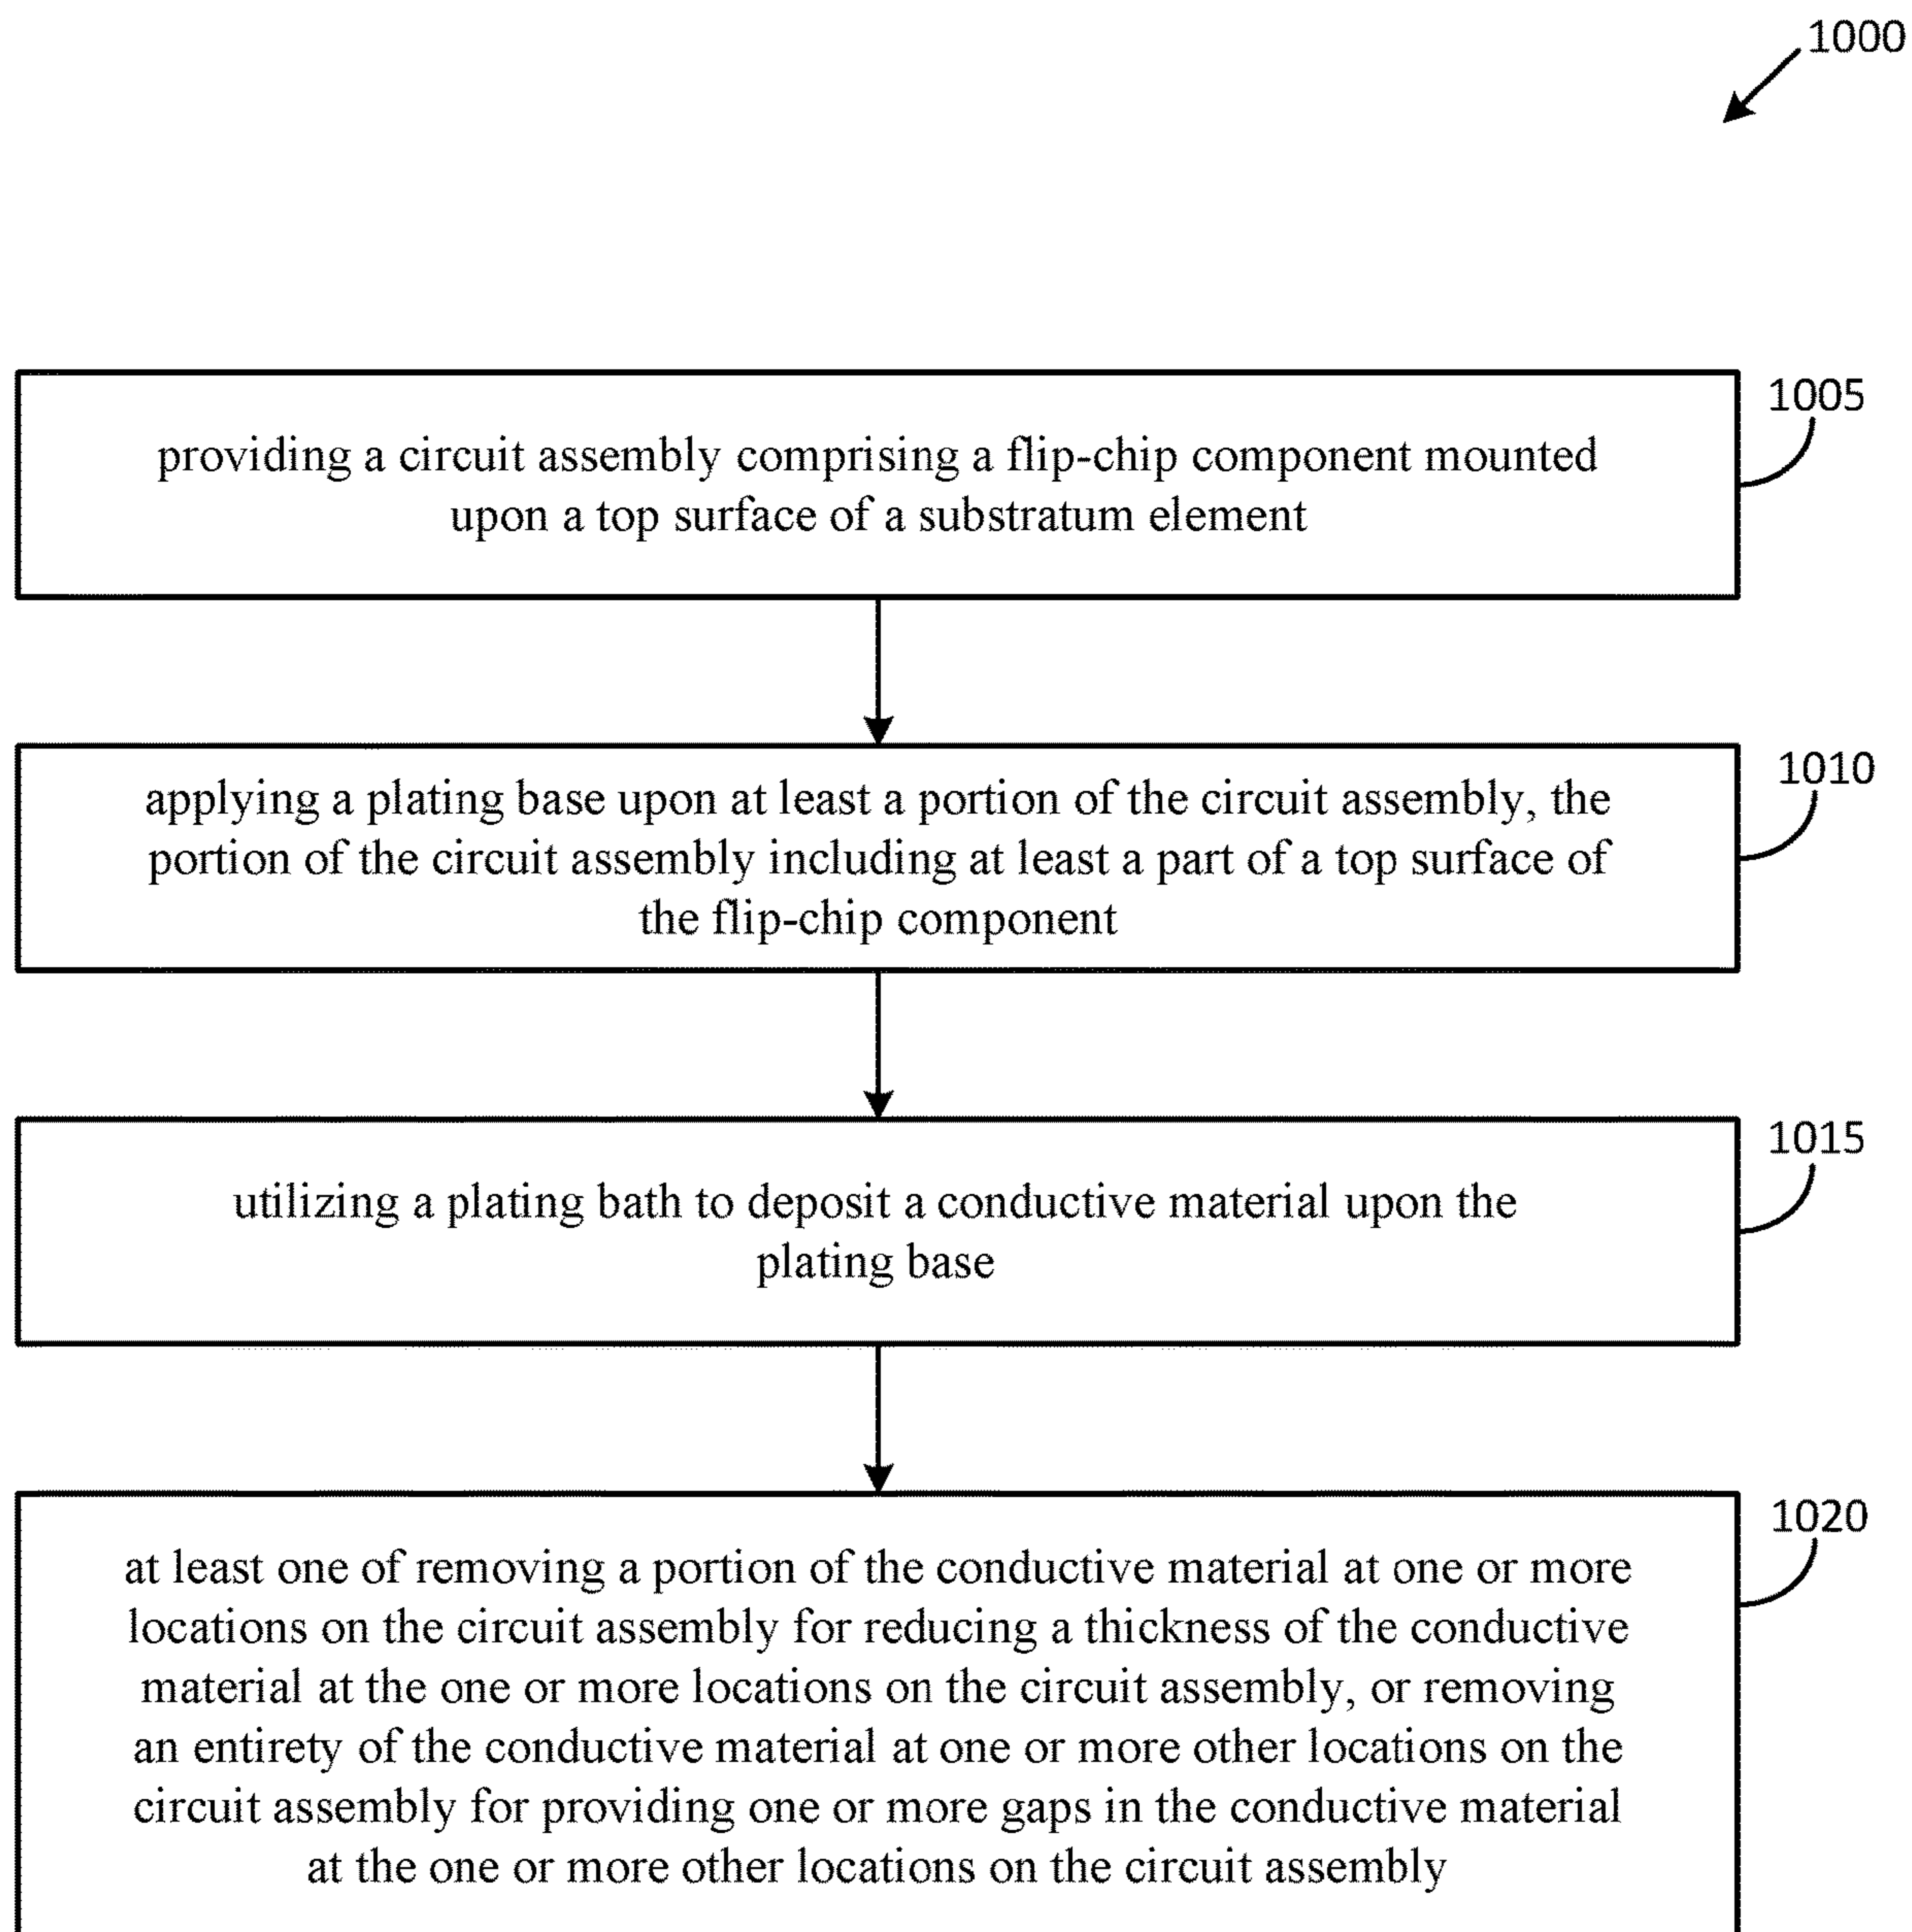 1000
1005
providing a circuit assembly comprising a flip-chip component mounted
upon a top surface of a substratum element
1010
applying a plating base upon at least a portion of the circuit assembly, the
portion of the circuit assembly including at least a part of a top surface of
the flip-chip component
1015
utilizing a plating bath to deposit a conductive material upon the
plating base
1020
at least one of removing a portion of the conductive material at one or more
locations on the circuit assembly for reducing a thickness of the conductive
material at the one or more locations on the circuit assembly, or removing
an entirety of the conductive material at one or more other locations on the
circuit assembly for providing one or more gaps in the conductive material
at the one or more other locations on the circuit assembly